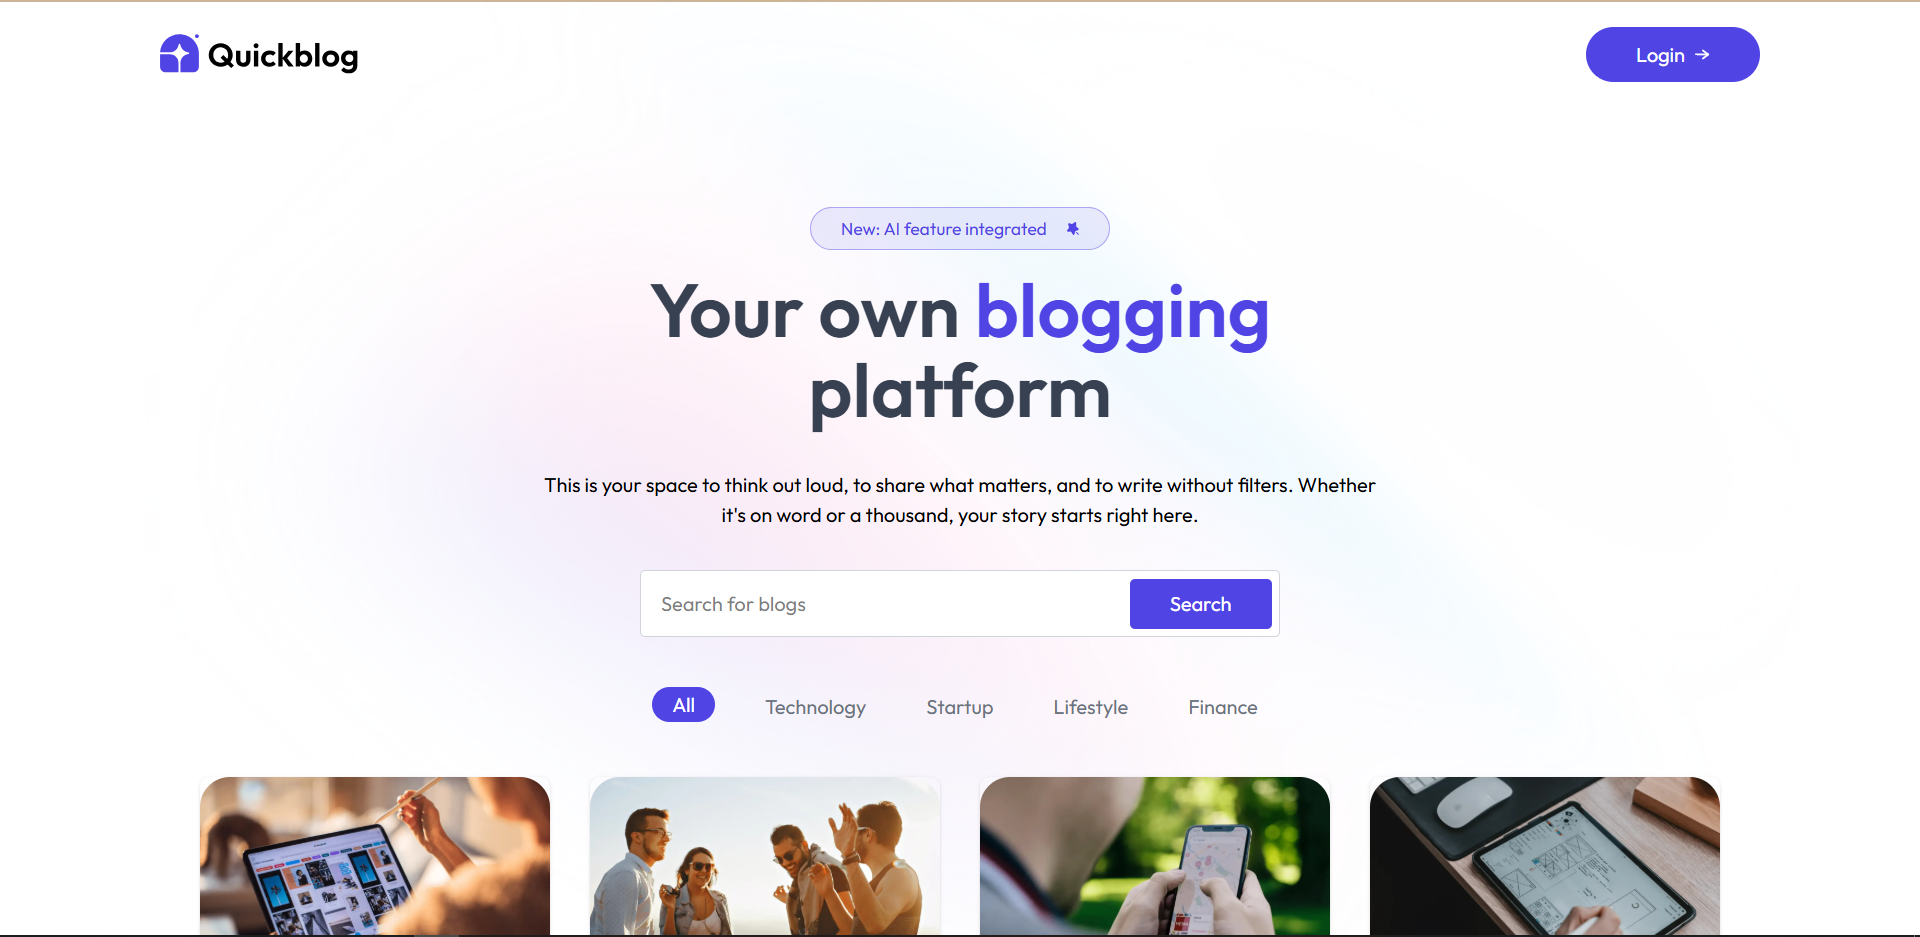 Quickblog
Login →
New: AI feature integrated
Your own blogging
platform
This is your space to think out loud, to share what matters, and to write without filters. Whether
it's on word or a thousand, your story starts right here.
Search for blogs
Search
All
Technology
Startup
Lifestyle
Finance